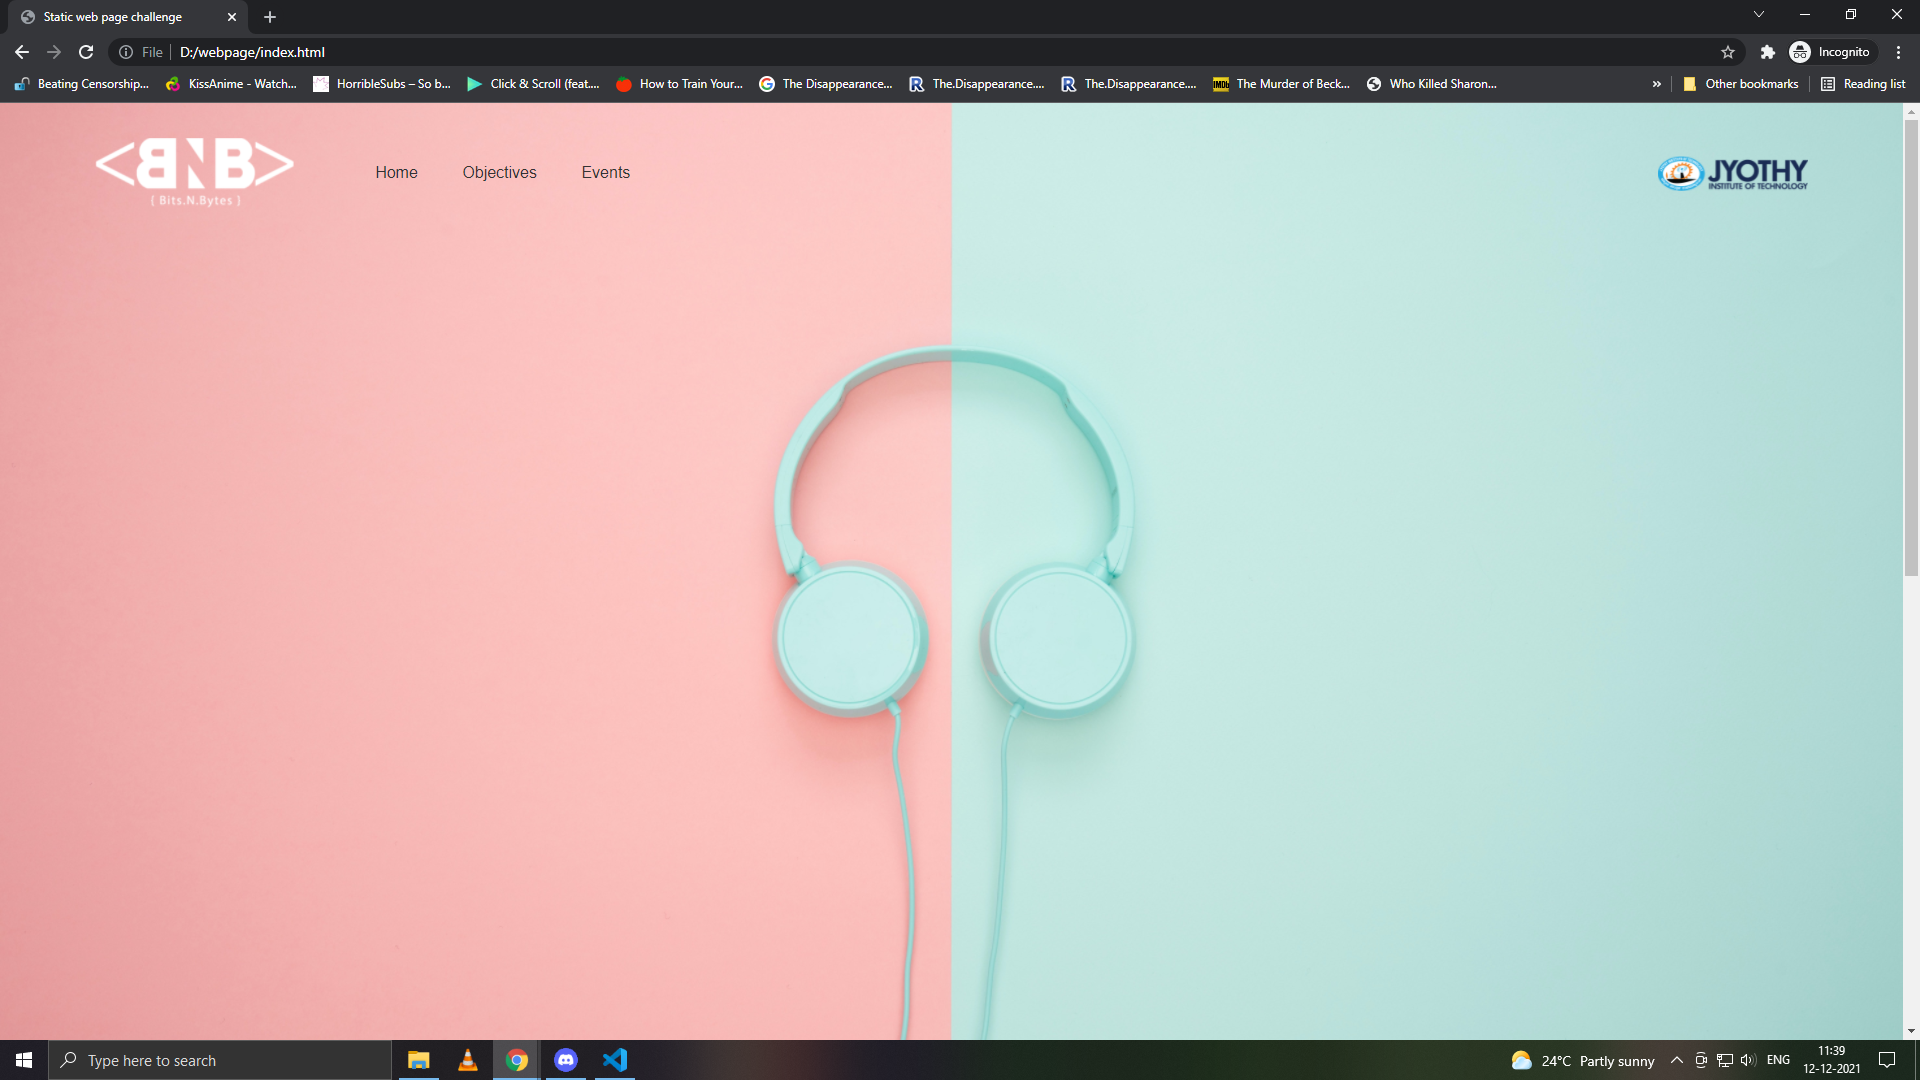 Static web page challenge
File
D:/webpage/index.html
Incognito
Beating Censorship...
KissAnime - Watch...
HorribleSubs – So b...
Click & Scroll (feat....
How to Train Your...
The Disappearance...
The.Disappearance....
The.Disappearance....
IMDb
The Murder of Beck...
Who Killed Sharon...
»
Other bookmarks
Reading list
<BNB>
{ Bits.N.Bytes }
Home
Objectives
Events
JYOTHY
INSTITUTE OF TECHNOLOGY
Type here to search
24°C Partly sunny
ENG
11:39
12-12-2021